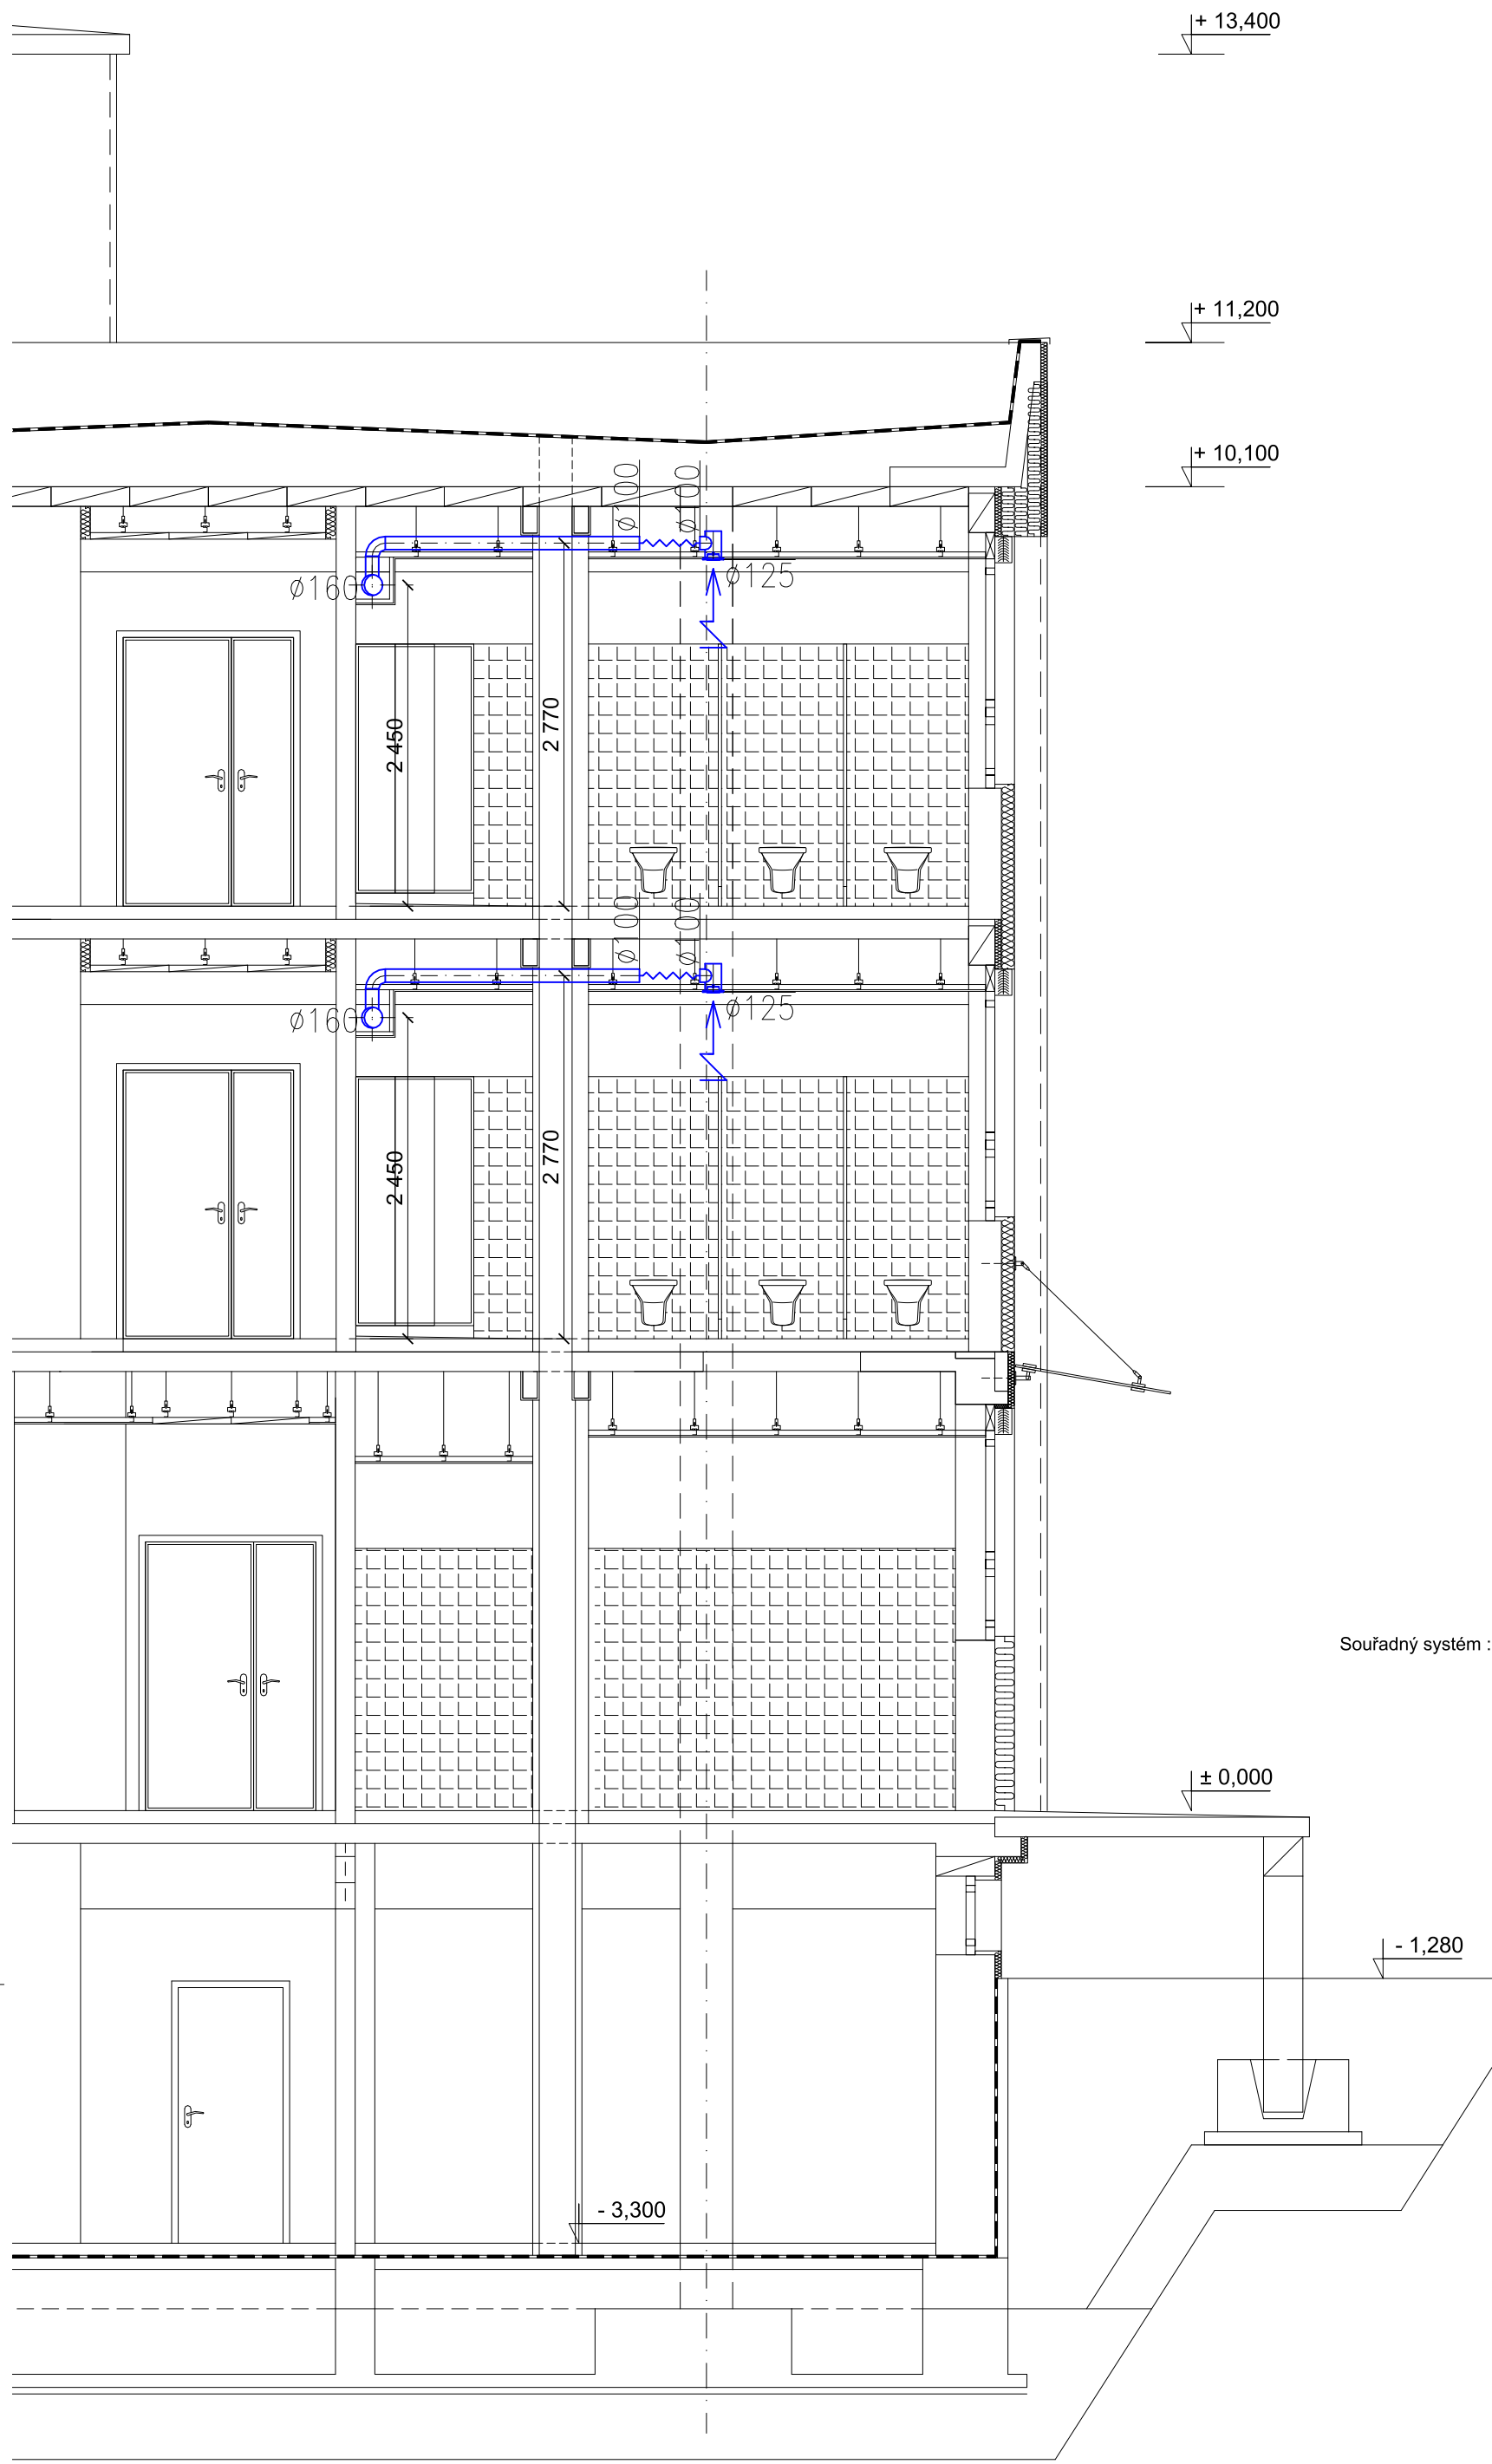 + 13,400
+ 11,200
+ 10,100
ø100
ø100
ø160
ø125
2 450
2 770
ø100
ø100
ø160
ø125
2 450
2 770
Souřadný systém :
± 0,000
- 1,280
- 3,300